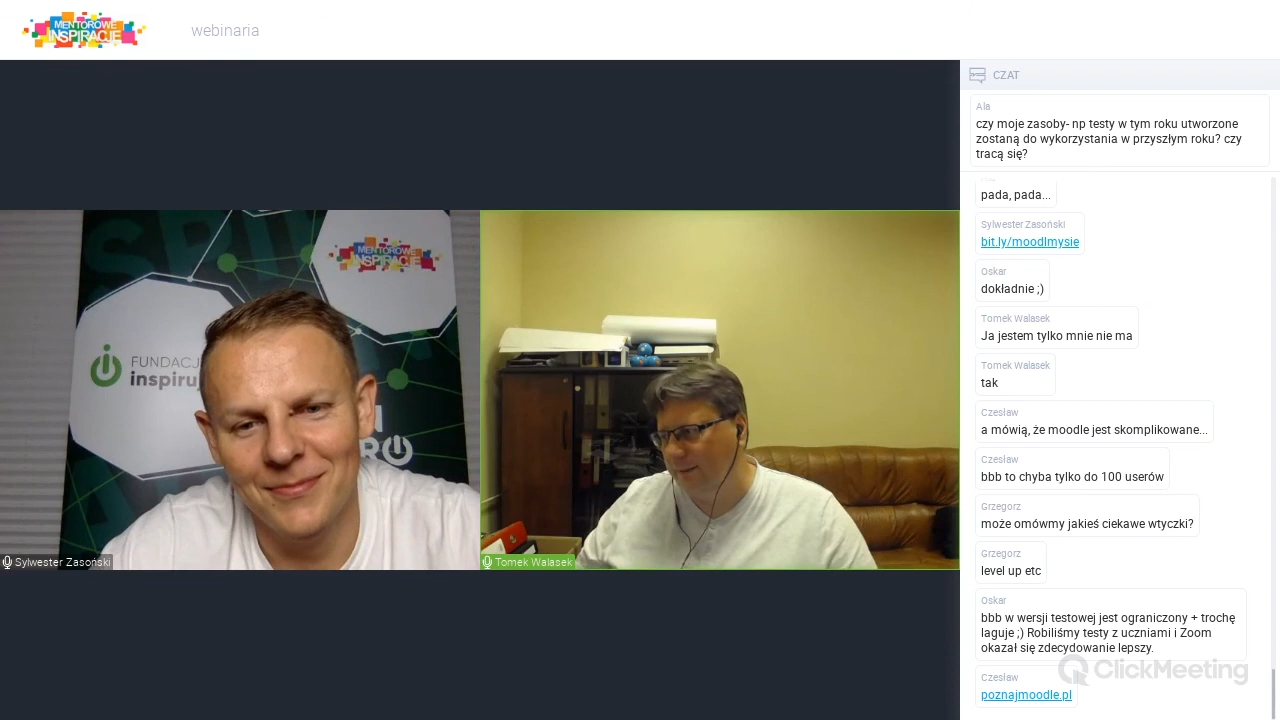 MENTOROWE
INSPIRACJE
webinaria
CZAT
Ala
czy moje zasoby- np testy w tym roku utworzone
zostaną do wykorzystania w przyszłym roku? czy
tracą się?
pada, pada...
Sylwester Zasoński
bit.ly/moodlmysie
Oskar
dokładnie ;)
Tomek Walasek
Ja jestem tylko mnie nie ma
Tomek Walasek
tak
Czesław
a mówią, że moodle jest skomplikowane...
Czesław
bbb to chyba tylko do 100 userów
Grzegorz
może omówmy jakieś ciekawe wtyczki?
Grzegorz
level up etc
Oskar
bbb w wersji testowej jest ograniczony + trochę
laguje ;) Robiliśmy testy z uczniami i Zoom
okazał się zdecydowanie lepszy.
Czesław
poznajmoodle.pl
ClickMeeting
MENTOROWE
INSPIRACJE
FUNDACJ
inspiruj
Sylwester Zasoński
Tomek Walasek